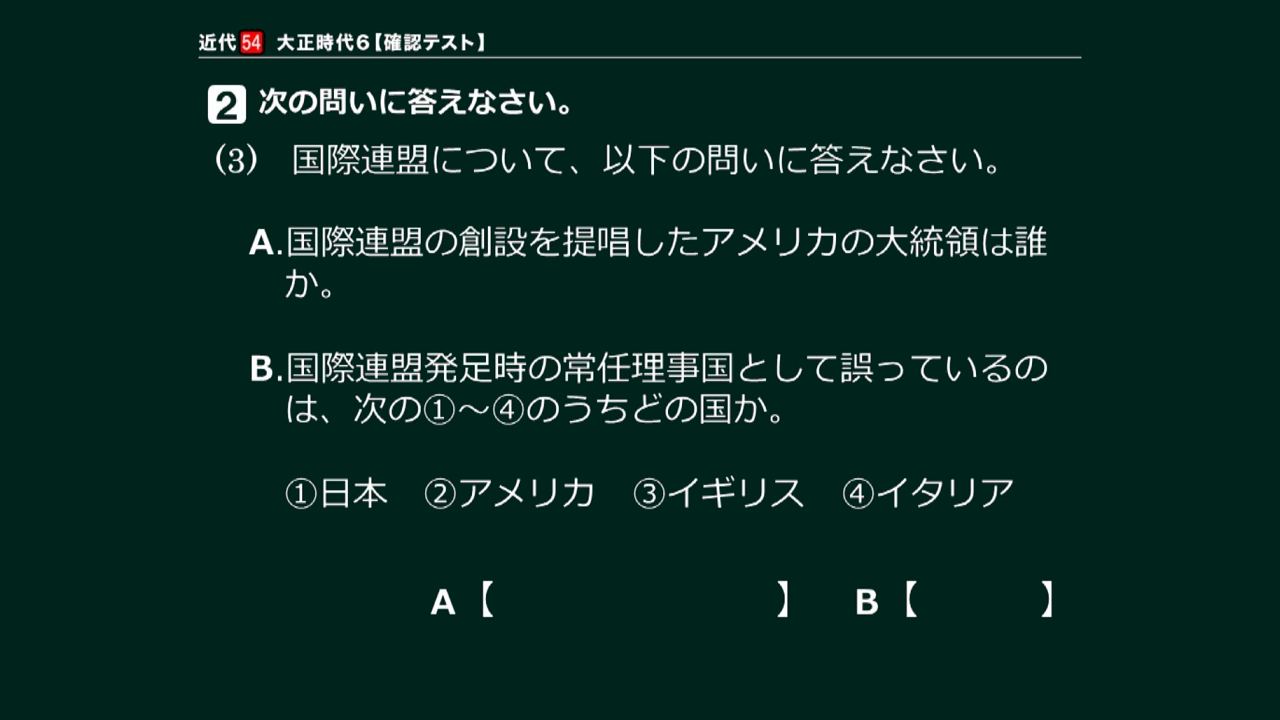 近代54 大正時代6【確認テスト】
2 次の問いに答えなさい。
(3) 国際連盟について、以下の問いに答えなさい。
A.国際連盟の創設を提唱したアメリカの大統領は誰
か。
B.国際連盟発足時の常任理事国として誤っているの
は、次の①～④のうちどの国か。
①日本 ②アメリカ ③イギリス ④イタリア
A【 】 B【 】